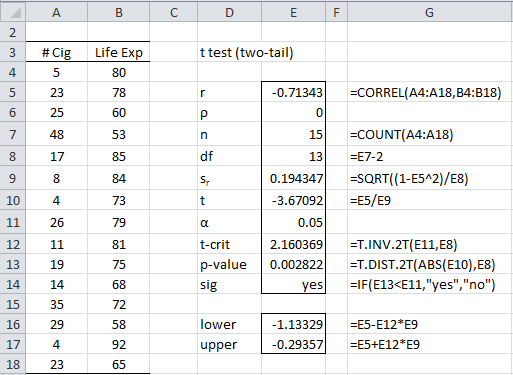 A B C D E F G
2
3 # Cig Life Exp t test (two-tail)
4 5 80
5 23 78 r -0.71343 =CORREL(A4:A18,B4:B18)
6 25 60 ρ 0
7 48 53 n 15 =COUNT(A4:A18)
8 17 85 df 13 =E7-2
9 8 84 sr 0.194347 =SQRT((1-E5^2)/E8)
10 4 73 t -3.67092 =E5/E9
11 26 79 α 0.05
12 11 81 t-crit 2.160369 =T.INV.2T(E11,E8)
13 19 75 p-value 0.002822 =T.DIST.2T(ABS(E10),E8)
14 14 68 sig yes =IF(E13<E11,"yes","no")
15 35 72
16 29 58 lower -1.13329 =E5-E12*E9
17 4 92 upper -0.29357 =E5+E12*E9
18 23 65